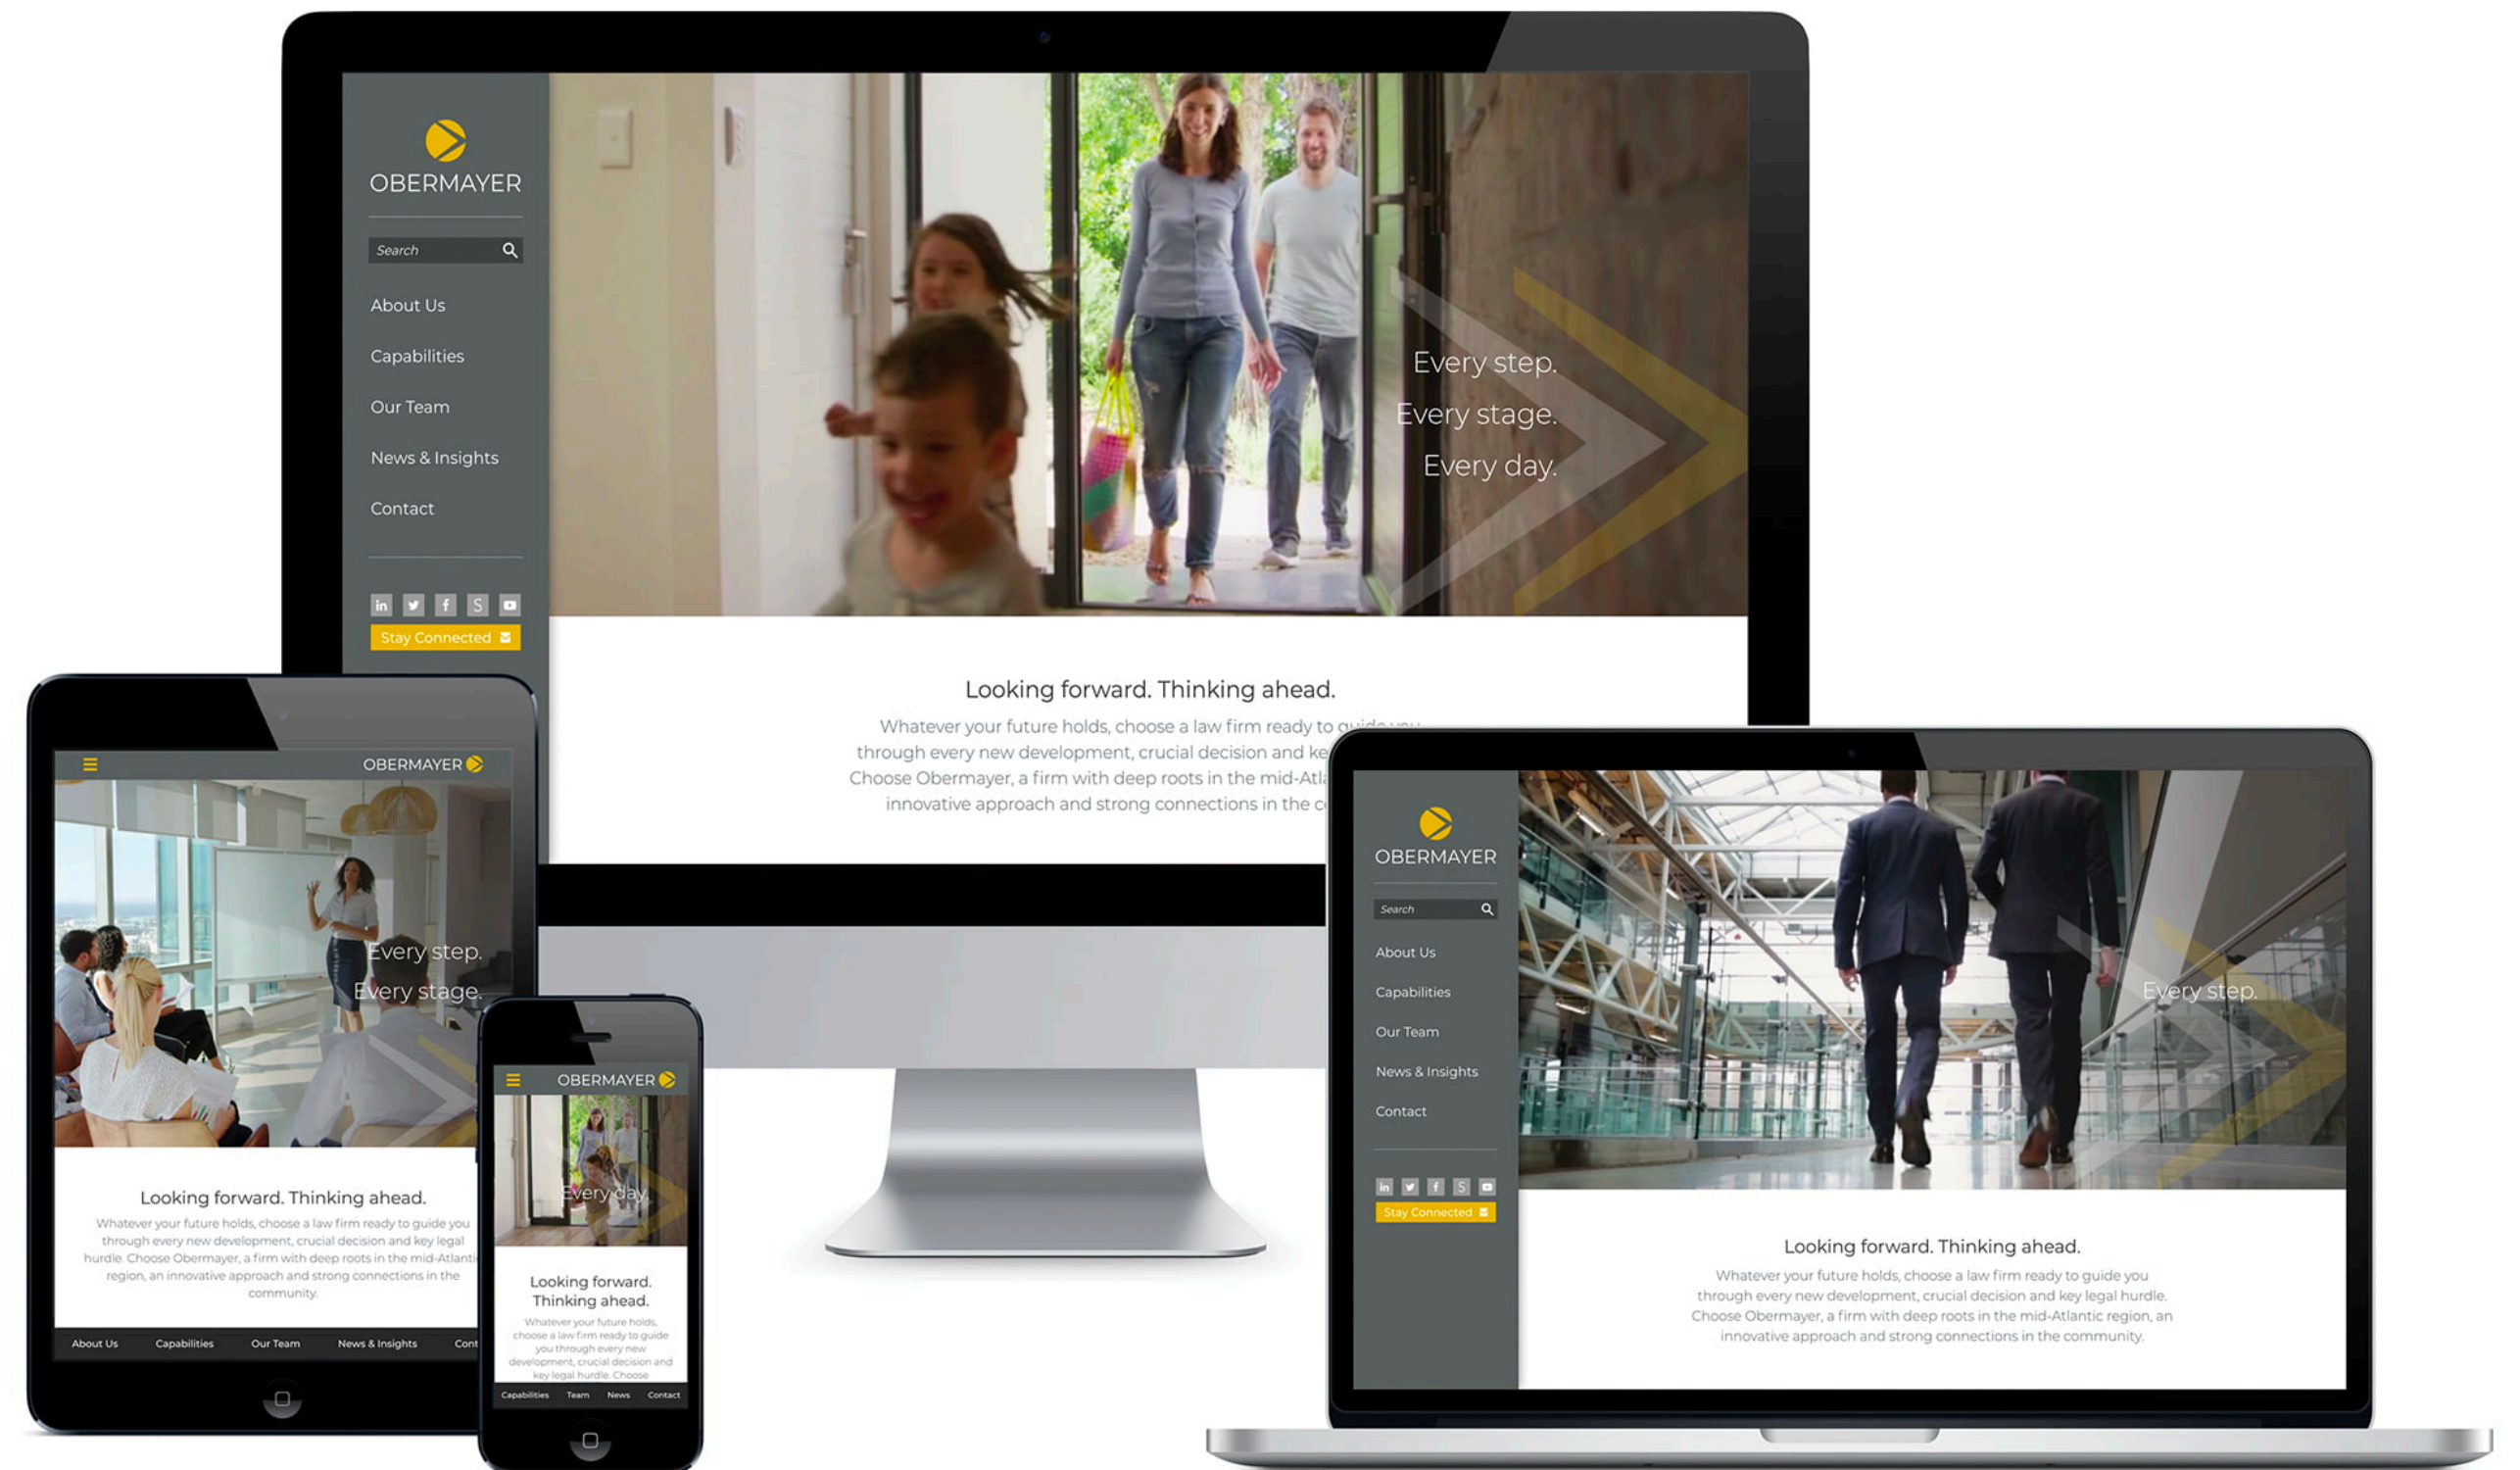 OBERMAYER
Search
About Us
Capabilities
Our Team
News & Insights
Contact
in f S
Stay Connected
Every step.
Every stage.
Every day.
Looking forward. Thinking ahead.
Whatever your future holds, choose a law firm ready to guide you
through every new development, crucial decision and
Choose Obermayer, a firm with deep roots in the
innovative approach and strong connections in the
OBERMAYER
Every step.
Every stage.
Looking forward. Thinking ahead.
Whatever your future holds, choose a law firm ready to guide you
through every new development, crucial decision and key legal
hurdle. Choose Obermayer, a firm with deep roots in the mid-Atlantic
region, an innovative approach and strong connections in the
community.
About Us Capabilities Our Team News & Insights
OBERMAYER
Every day.
Looking forward.
Thinking ahead.
Whatever your future holds,
choose a law firm ready to guide
you through every new
development, crucial decision and
key legal hurdle. Choose
Capabilities Team News Contact
OBERMAYER
Search
About Us
Capabilities
Our Team
News & Insights
Contact
in f S
Stay Connected
Every step.
Looking forward. Thinking ahead.
Whatever your future holds, choose a law firm ready to guide you
through every new development, crucial decision and key legal hurdle.
Choose Obermayer, a firm with deep roots in the mid-Atlantic region, an
innovative approach and strong connections in the community.